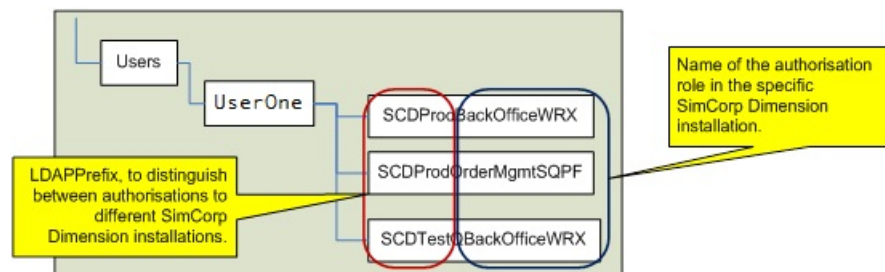 Users
UserOne
SCDProdBackOfficeWRX
SCDProdOrderMgmtSQPF
SCDTestQBackOfficeWRX
Name of the authorisation
role in the specific
SimCorp Dimension
installation.
LDAPPrefix, to distinguish
between authorisations to
different SimCorp
Dimension installations.